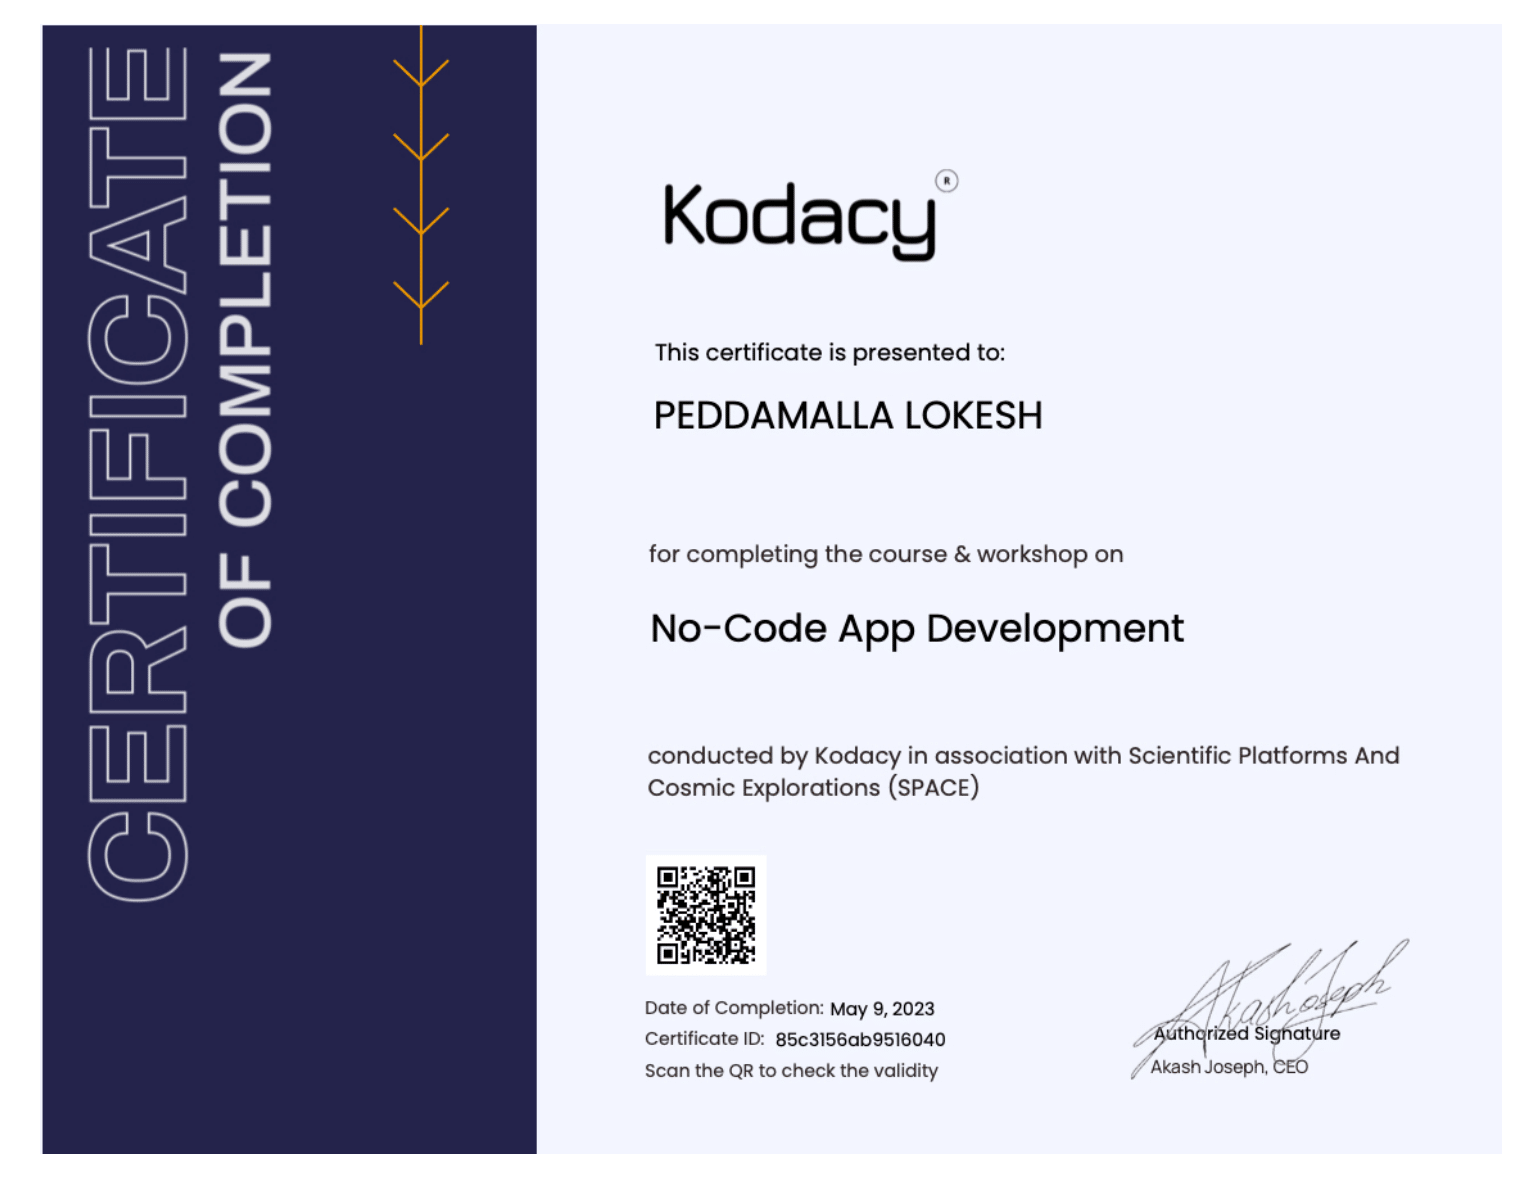 CERTIFICATE
OF COMPLETION
Kodacy®
This certificate is presented to:
PEDDAMALLA LOKESH
for completing the course & workshop on
No-Code App Development
conducted by Kodacy in association with Scientific Platforms And
Cosmic Explorations (SPACE)
Date of Completion: May 9, 2023
Certificate ID: 85c3156ab9516040
Scan the QR to check the validity
Akash Joseph
Authorized Signature
Akash Joseph, CEO